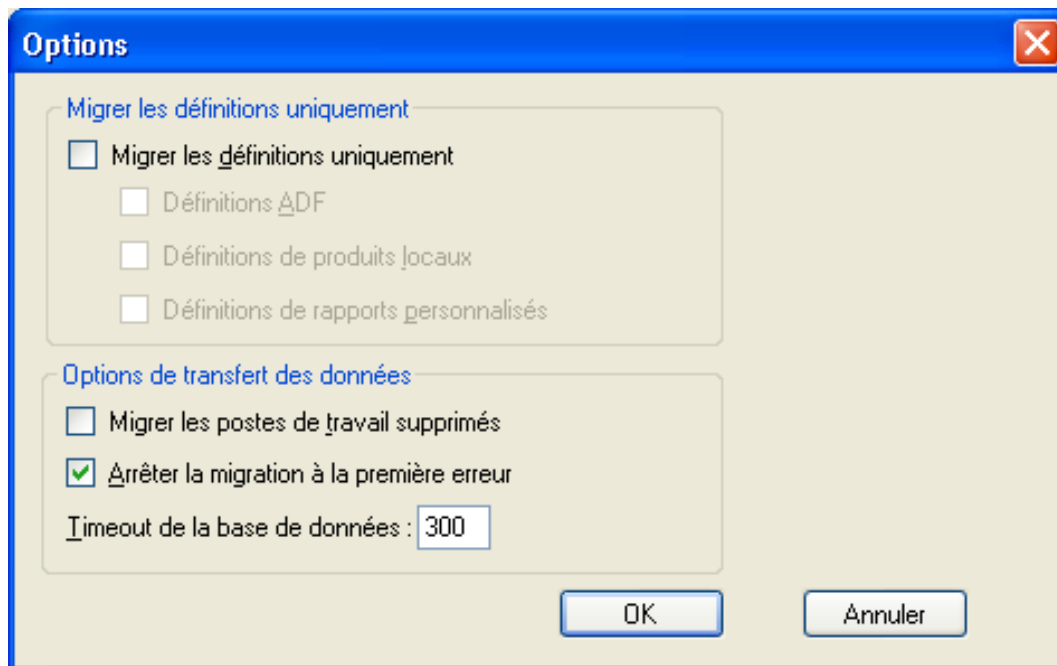 Options
Migrer les définitions uniquement
Migrer les définitions uniquement
Définitions ADF
Définitions de produits locaux
Définitions de rapports personnalisés
Options de transfert des données
Migrer les postes de travail supprimés
Arrêter la migration à la première erreur
Timeout de la base de données : 300
OK Annuler